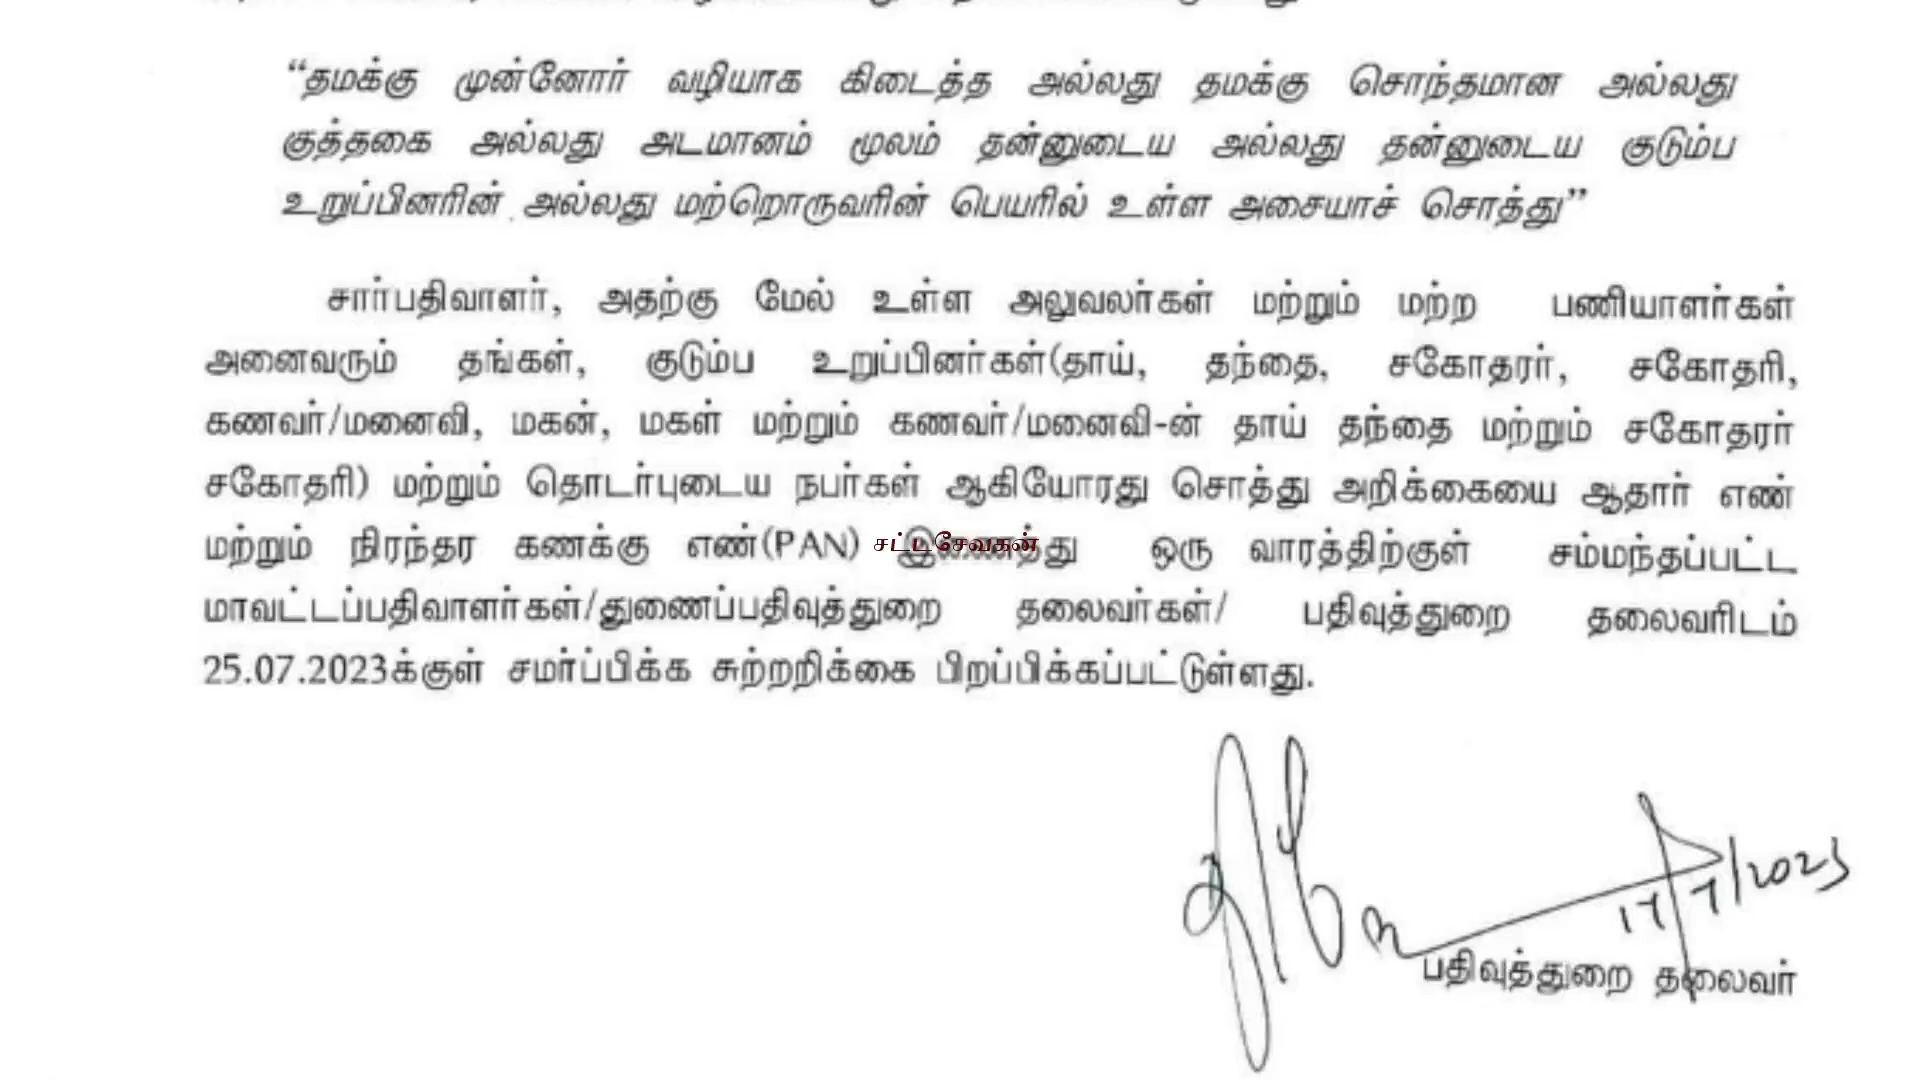 “தமக்கு முன்னோர் வழியாக கிடைத்த அல்லது தமக்கு சொந்தமான அல்லது
குத்தகை அல்லது அடமானம் மூலம் தன்னுடைய அல்லது தன்னுடைய குடும்ப
உறுப்பினரின் அல்லது மற்றொருவரின் பெயரில் உள்ள அசையாச் சொத்து”
சார்பதிவாளர், அதற்கு மேல் உள்ள அலுவலர்கள் மற்றும் மற்ற பணியாளர்கள்
அனைவரும் தங்கள், குடும்ப உறுப்பினர்கள்(தாய், தந்தை, சகோதரர், சகோதரி,
கணவர்/மனைவி, மகன், மகள் மற்றும் கணவர்/மனைவி-ன் தாய் தந்தை மற்றும் சகோதரர்
சகோதரி) மற்றும் தொடர்புடைய நபர்கள் ஆகியோரது சொத்து அறிக்கையை ஆதார் எண்
மற்றும் நிரந்தர கணக்கு எண்(PAN) சட்டசேவகன் ஒரு வாரத்திற்குள் சம்மந்தப்பட்ட
மாவட்டப்பதிவாளர்கள்/துணைப்பதிவுத்துறை தலைவர்கள்/ பதிவுத்துறை தலைவரிடம்
25.07.2023க்குள் சமர்ப்பிக்க சுற்றறிக்கை பிறப்பிக்கப்பட்டுள்ளது.
17/7/2023
பதிவுத்துறை தலைவர்